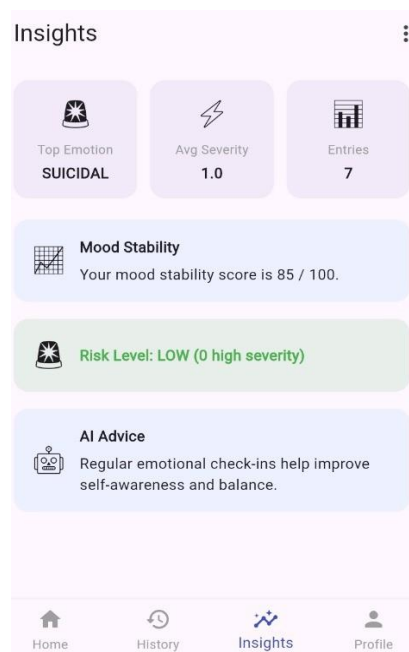 Insights
Top Emotion
SUICIDAL
Avg Severity
1.0
Entries
7
Mood Stability
Your mood stability score is 85 / 100.
Risk Level: LOW (0 high severity)
AI Advice
Regular emotional check-ins help improve
self-awareness and balance.
Home
History
Insights
Profile